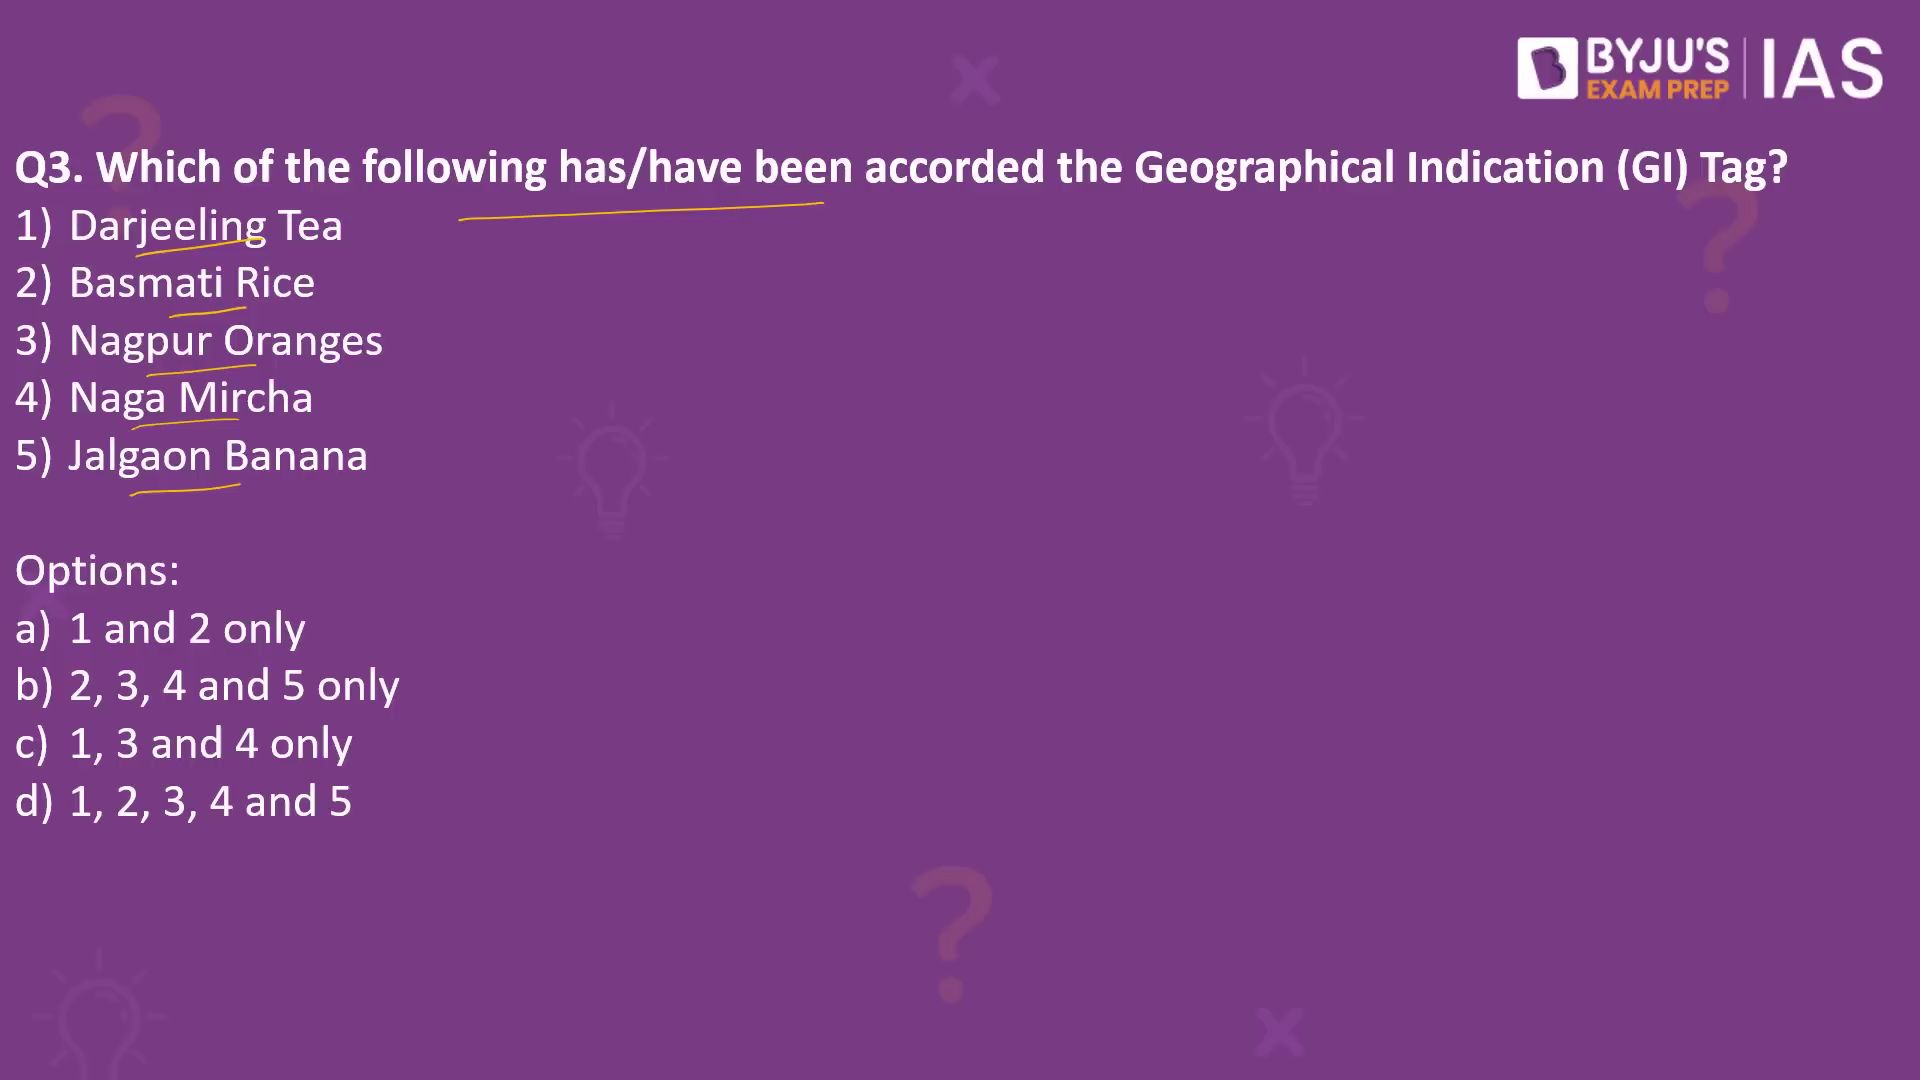 BYJU'S
EXAM PREP
IAS
Q3. Which of the following has/have been accorded the Geographical Indication (GI) Tag?
1) Darjeeling Tea
2) Basmati Rice
3) Nagpur Oranges
4) Naga Mircha
5) Jalgaon Banana
Options:
a) 1 and 2 only
b) 2, 3, 4 and 5 only
c) 1, 3 and 4 only
d) 1, 2, 3, 4 and 5